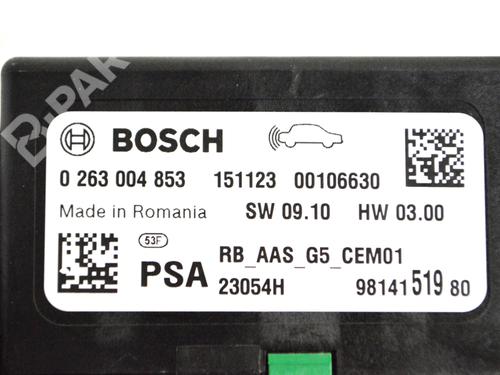 B-PAR
BOSCH
0 263 004 853 151123 00106630
Made in Romania SW 09.10 HW 03.00
53F
RB_AAS_G5_CEM01
PSA 23054H 98141519 80